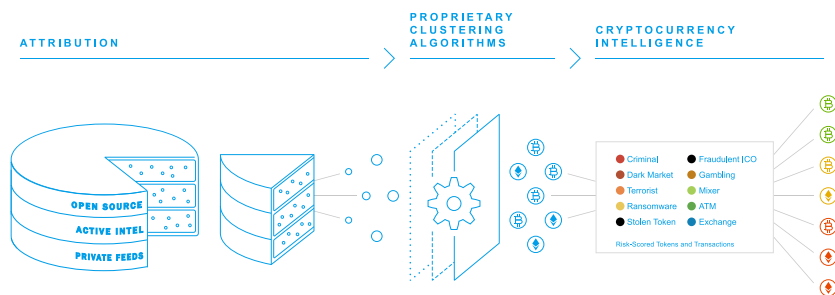 ATTRIBUTION
PROPRIETARY
CLUSTERING
ALGORITHMS
CRYPTOCURRENCY
INTELLIGENCE
OPEN SOURCE
ACTIVE INTEL
PRIVATE FEEDS
Criminal
Dark Market
Terrorist
Ransomware
Stolen Token
Fraudulent ICO
Gambling
Mixer
ATM
Exchange
Risk-Scored Tokens and Transactions